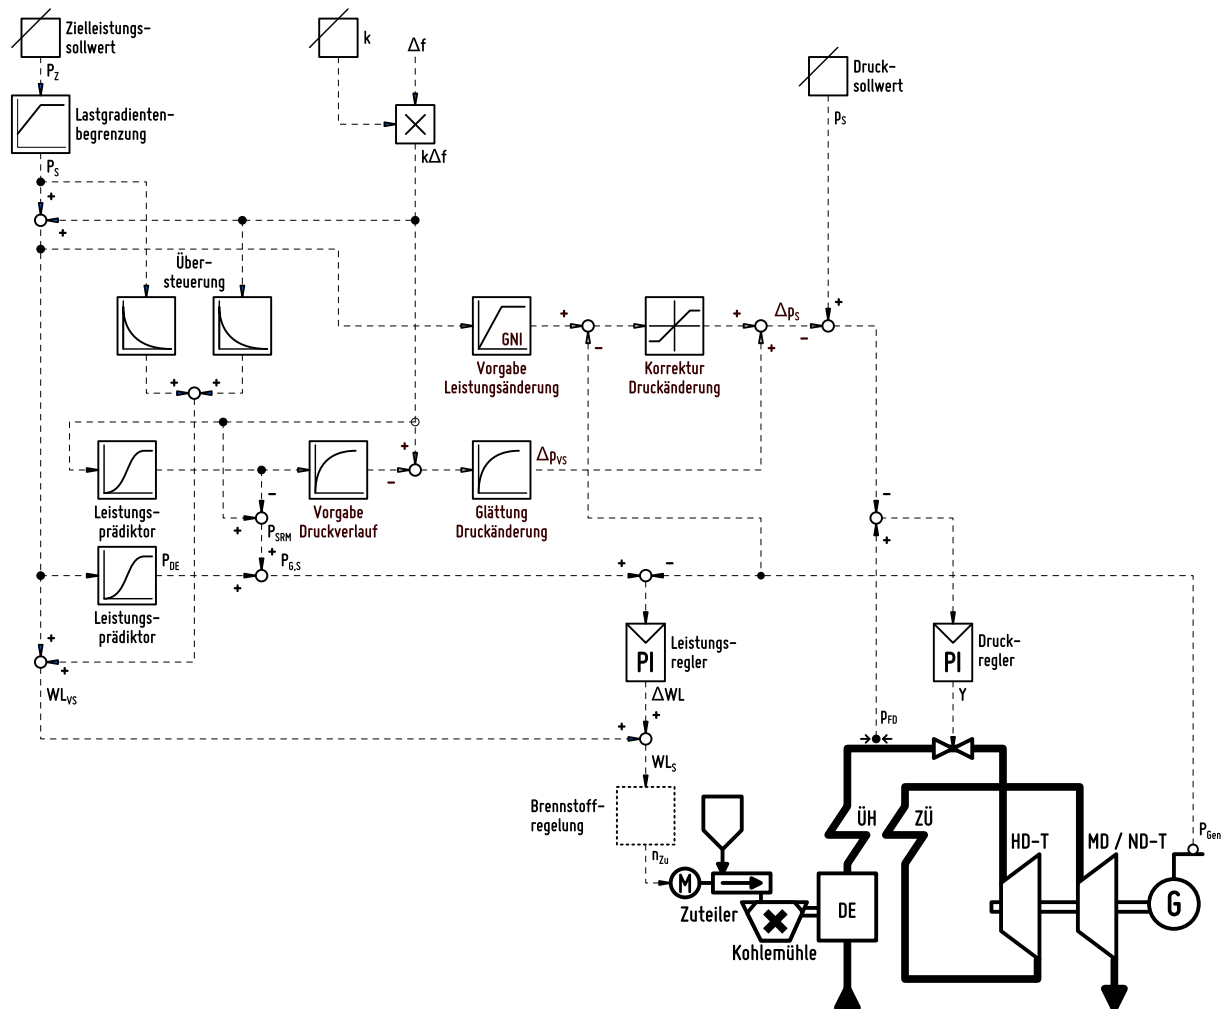 Zielleistungs-
sollwert
k
Δf
Druck-
sollwert
P_Z
Lastgradienten-
begrenzung
p_S
P_S
kΔf
+
+
Über-
steuerung
+
+
+
Δp_S
GNI
−
+
−
Vorgabe
Leistungsänderung
Korrektur
Druckänderung
+
+
+
Δp_VS
−
−
−
Leistungs-
prädiktor
+
P_SRM
Vorgabe
Druckverlauf
Glättung
Druckänderung
+
P_DE
+
P_G,S
+
−
+
Leistungs-
prädiktor
+
+
PI
Leistungs-
regler
PI
Druck-
regler
WL_VS
ΔWL
Y
+
+
p_FD
WL_S
Brennstoff-
regelung
ÜH
ZÜ
HD-T
MD / ND-T
P_Gen
n_Zu
M
Zuteiler
DE
G
Kohlemühle